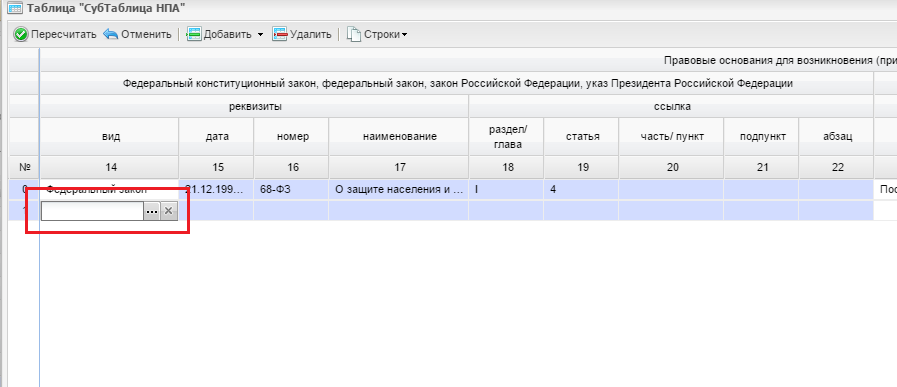 Таблица "СубТаблица НПА"
Пересчитать Отменить Добавить Удалить Строки
Правовые основания для возникновения (при
Федеральный конституционный закон, федеральный закон, закон Российской Федерации, указ Президента Российской Федерации
реквизиты ссылка
вид дата номер наименование раздел/ глава статья часть/ пункт подпункт абзац
№ 14 15 16 17 18 19 20 21 22
0 Федеральный закон 21.12.199... 68-ФЗ О защите населения и ... I 4 Пос
1 ...